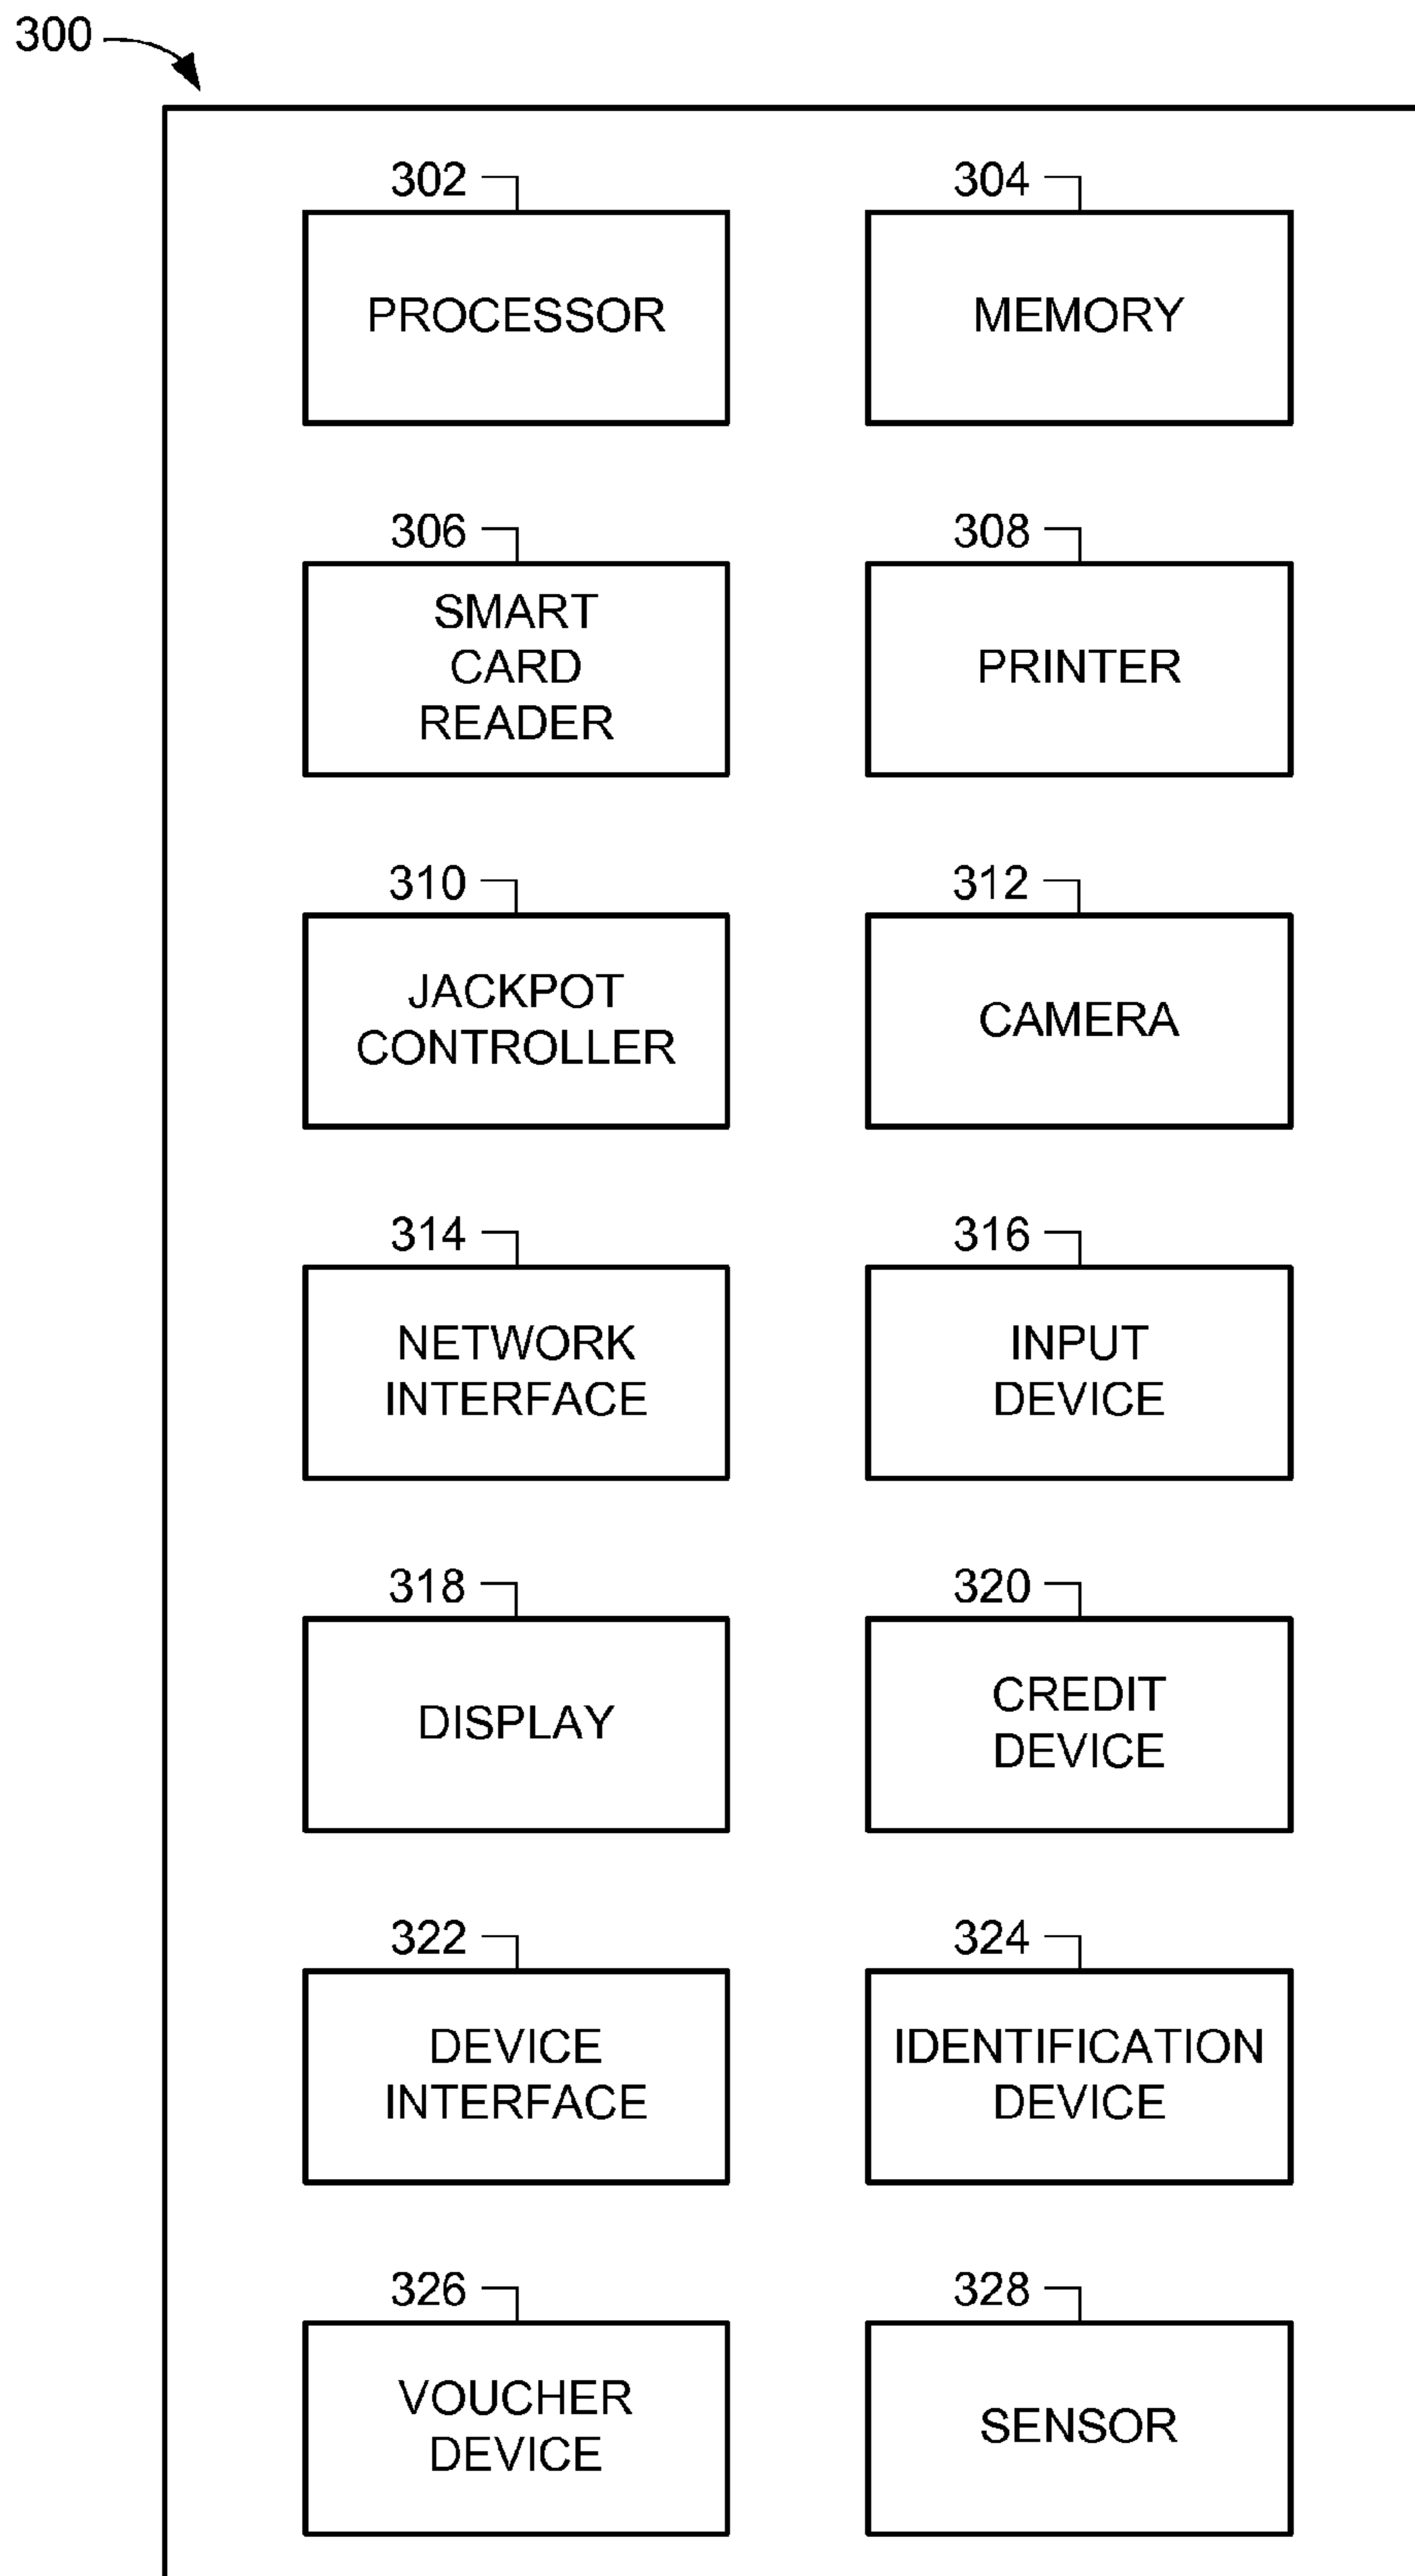 300
302
304
PROCESSOR
MEMORY
306
308
SMART
CARD
READER
PRINTER
310
312
JACKPOT
CONTROLLER
CAMERA
314
316
NETWORK
INTERFACE
INPUT
DEVICE
318
320
DISPLAY
CREDIT
DEVICE
322
324
DEVICE
INTERFACE
IDENTIFICATION
DEVICE
326
328
VOUCHER
DEVICE
SENSOR